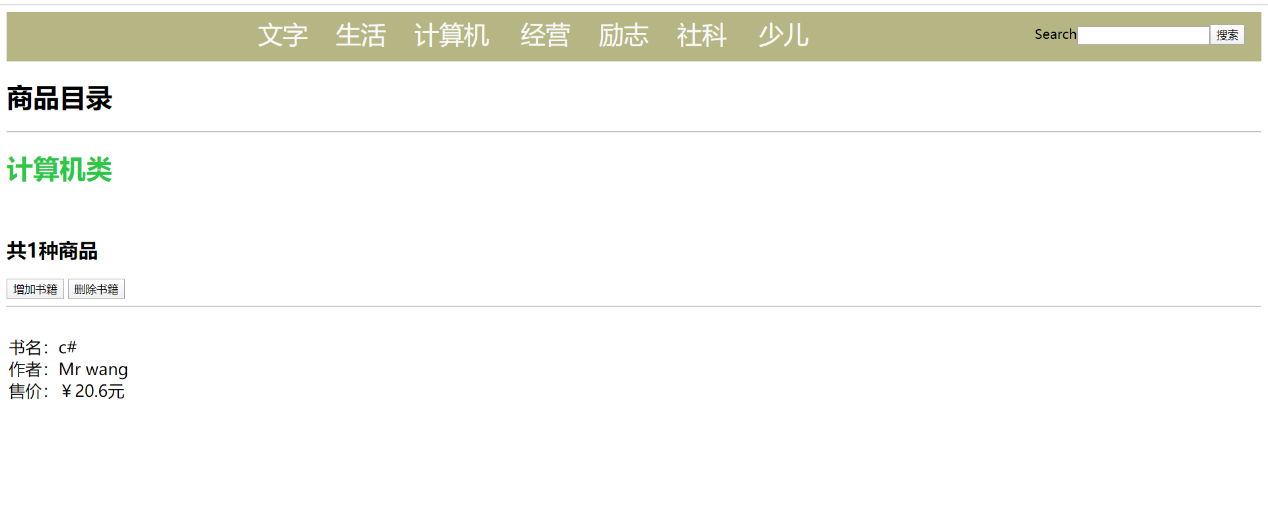 文字 生活 计算机 经营 励志 社科 少儿 Search 搜索
商品目录
计算机类
共1种商品
增加书籍 删除书籍
书名：c#
作者：Mr wang
售价：￥20.6元